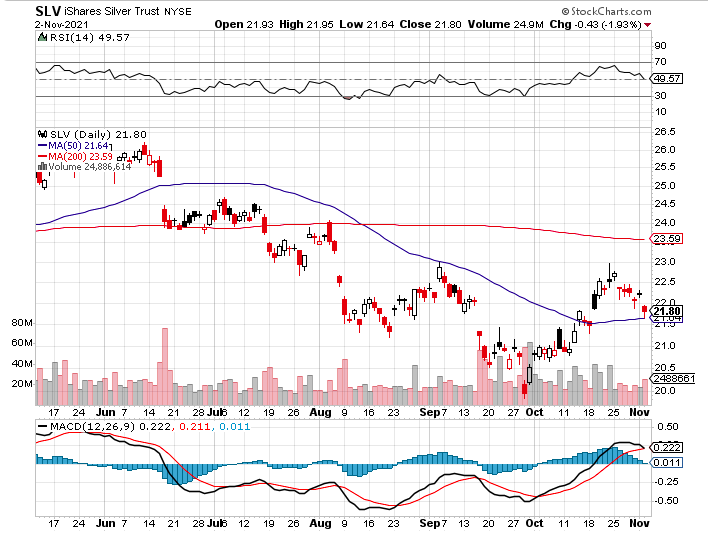 SLV iShares Silver Trust NYSE © StockCharts.com
2-Nov-2021 Open 21.93 High 21.95 Low 21.64 Close 21.80 Volume 24.9M Chg -0.43 (-1.93%)
RSI(14) 49.57
90
70
49.57
30
10
SLV (Daily) 21.80
MA(50) 21.64
MA(200) 23.59
Volume 24,886,614
26.5
26.0
25.5
25.0
24.5
24.0
23.59
23.0
22.5
22.0
21.80
21.5
21.0
20.5
20.0
80M
60M
40M
20M
2488661
17 24 Jun 7 14 21 28 Jul 6 12 19 26 Aug 9 16 23 Sep 7 13 20 27 Oct 11 18 25 Nov
MACD(12,26,9) 0.222, 0.211, 0.011
0.50
0.222
0.011
-0.25
-0.50
17 24 Jun 7 14 21 28 Jul 6 12 19 26 Aug 9 16 23 Sep 7 13 20 27 Oct 11 18 25 Nov